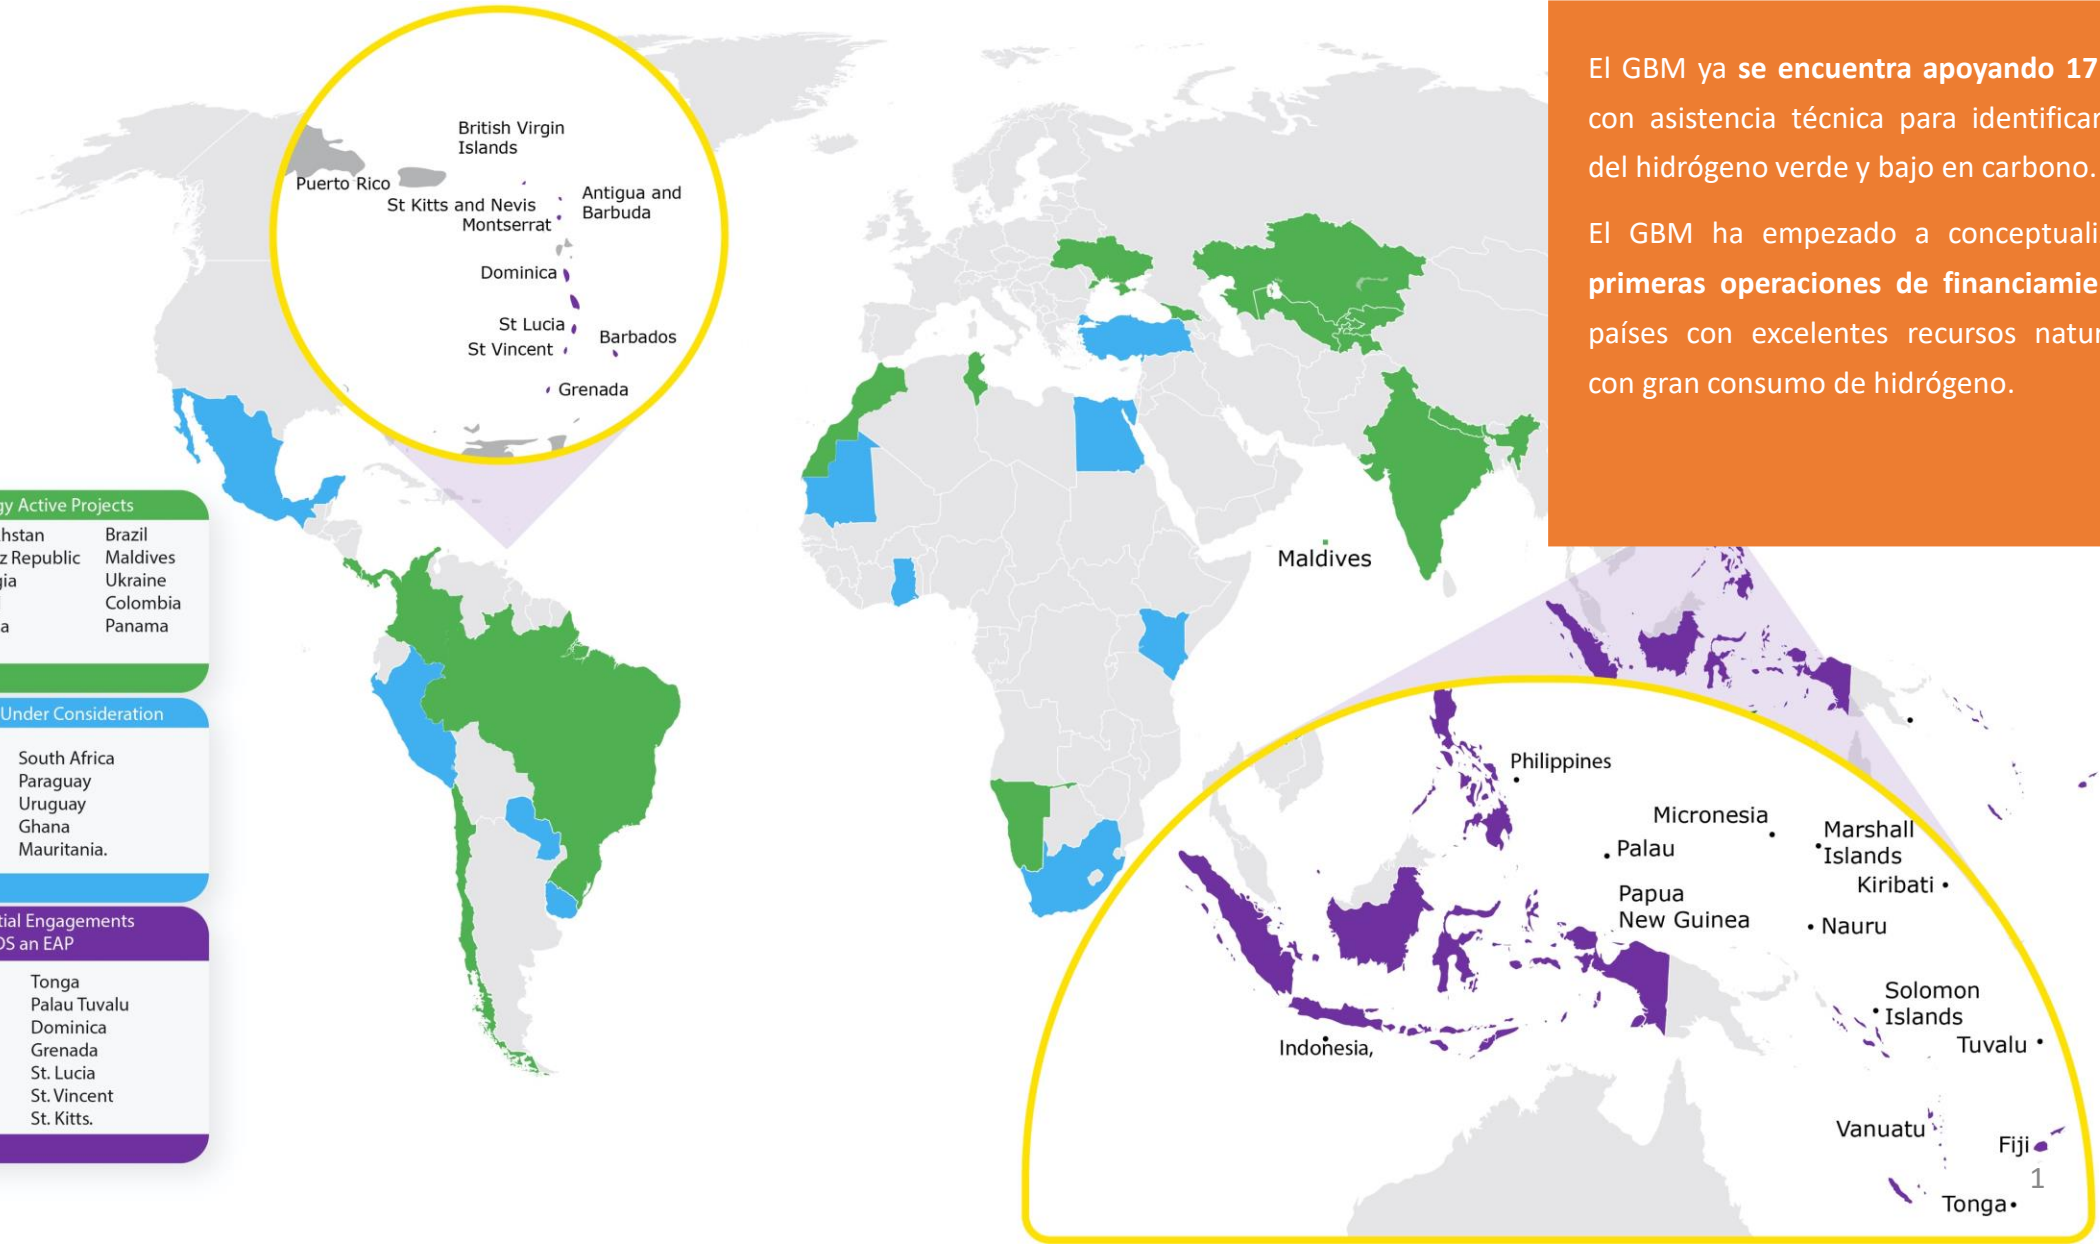 El GBM ya se encuentra apoyando 17
con asistencia técnica para identificar
del hidrógeno verde y bajo en carbono.
El GBM ha empezado a conceptuali
primeras operaciones de financiamie
países con excelentes recursos natur
con gran consumo de hidrógeno.
British Virgin
Islands
Puerto Rico
St Kitts and Nevis
Antigua and
Barbuda
Montserrat
Dominica
St Lucia
Barbados
St Vincent
Grenada
gy Active Projects
hstan Brazil
z Republic Maldives
gia Ukraine
Colombia
a Panama
Under Consideration
South Africa
Paraguay
Uruguay
Ghana
Mauritania.
tial Engagements
DS an EAP
Tonga
Palau Tuvalu
Dominica
Grenada
St. Lucia
St. Vincent
St. Kitts.
Maldives
Philippines
Micronesia
Palau
Marshall
Islands
Kiribati
Papua
New Guinea
Nauru
Solomon
Islands
Indonesia,
Tuvalu
Vanuatu
Fiji
1
Tonga